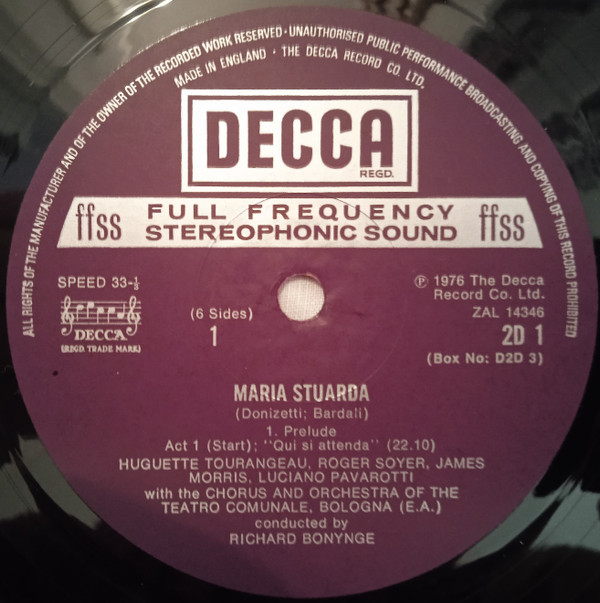 ALL RIGHTS OF THE MANUFACTURER AND OF THE OWNER OF THE RECORDED WORK RESERVED · UNAUTHORISED PUBLIC PERFORMANCE BROADCASTING AND COPYING OF THIS RECORD PROHIBITED
MADE IN ENGLAND · THE DECCA RECORD CO. LTD.
DECCA
REGD.
ffss
FULL FREQUENCY
STEREOPHONIC SOUND
ffss
SPEED 33-⅓
DECCA
(REGD. TRADE MARK)
(6 Sides)
1
℗ 1976 The Decca
Record Co. Ltd.
ZAL 14346
2D 1
(Box No: D2D 3)
MARIA STUARDA
(Donizetti; Bardali)
1. Prelude
Act 1 (Start); ''Qui si attenda'' (22.10)
HUGUETTE TOURANGEAU, ROGER SOYER, JAMES
MORRIS, LUCIANO PAVAROTTI
with the CHORUS AND ORCHESTRA OF THE
TEATRO COMUNALE, BOLOGNA (E.A.)
conducted by
RICHARD BONYNGE